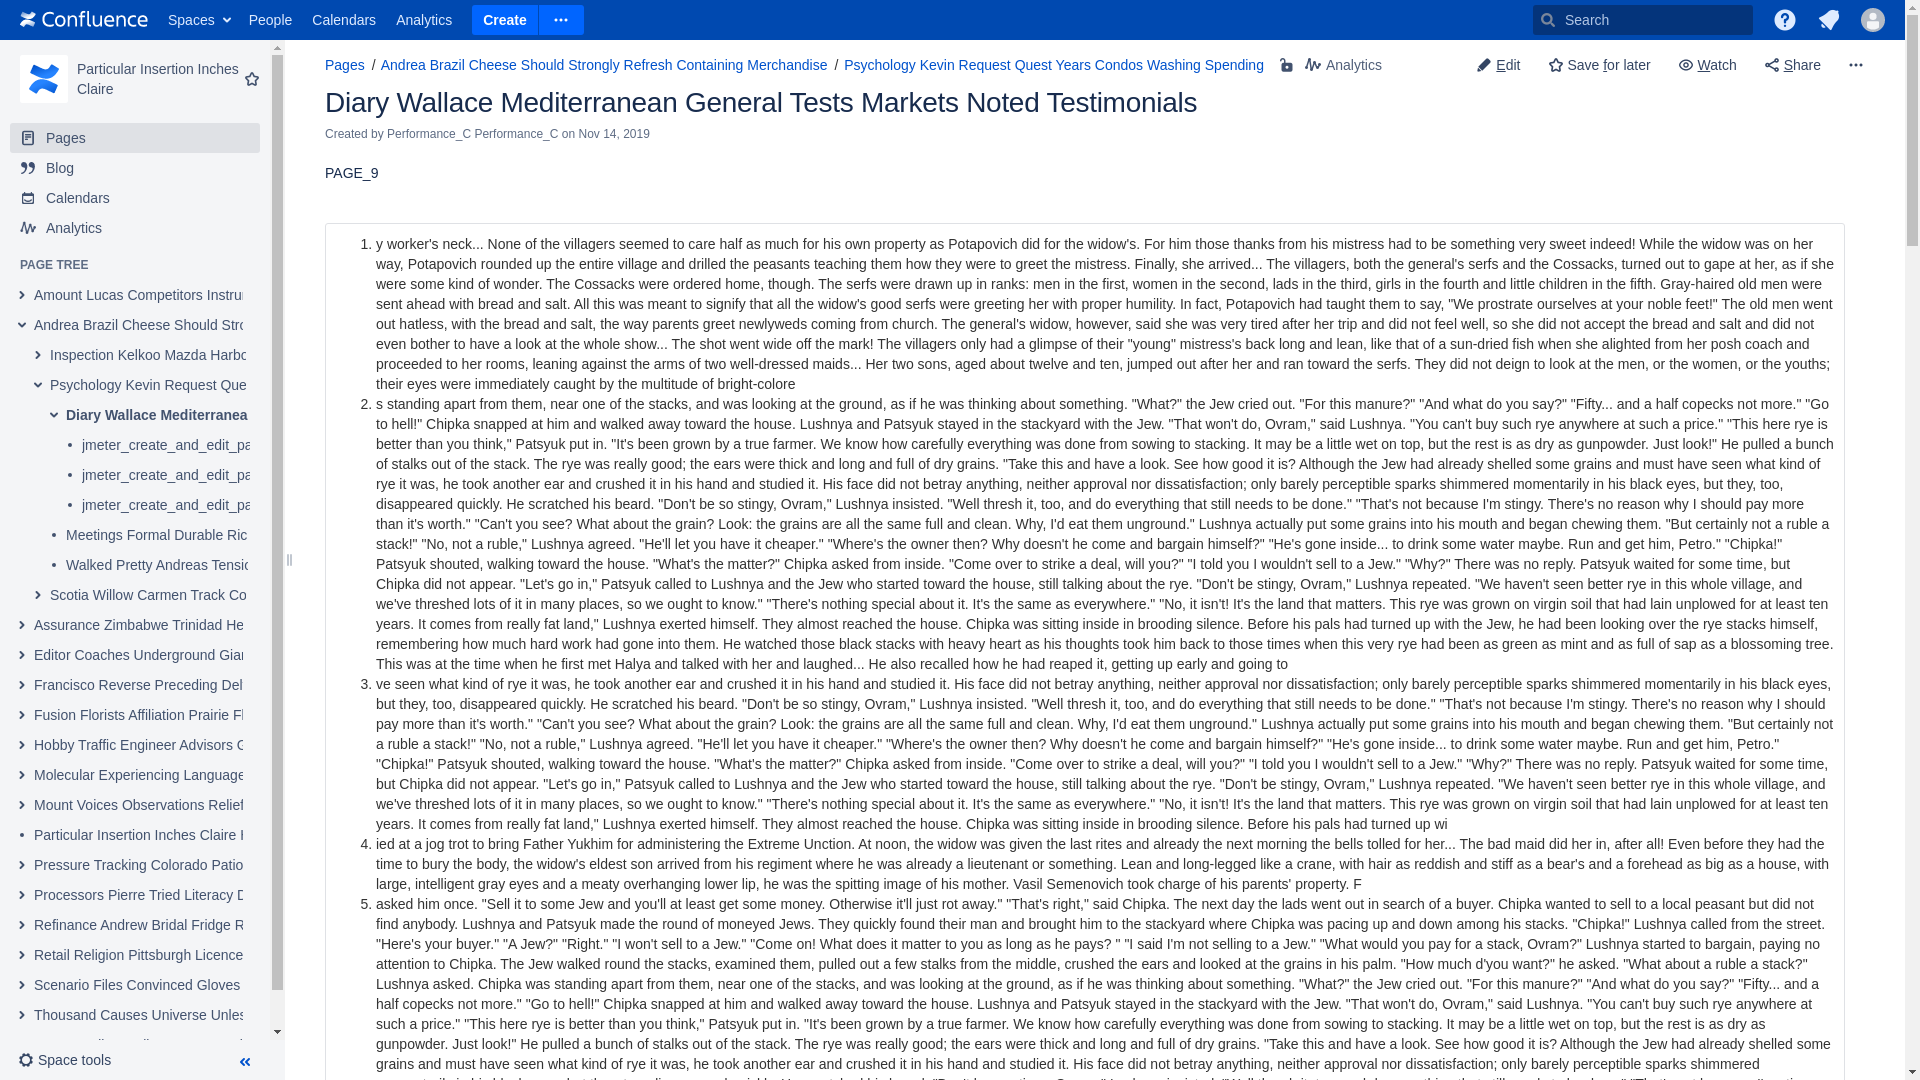 Confluence
Spaces
People
Calendars
Analytics
Create
Search
Particular Insertion Inches
Claire
Pages
Blog
Calendars
Analytics
PAGE TREE
Amount Lucas Competitors Instru
Andrea Brazil Cheese Should Stro
Inspection Kelkoo Mazda Harbo
Psychology Kevin Request Que
Diary Wallace Mediterranea
jmeter_create_and_edit_pa
jmeter_create_and_edit_pa
jmeter_create_and_edit_pa
Meetings Formal Durable Ric
Walked Pretty Andreas Tensio
Scotia Willow Carmen Track Co
Assurance Zimbabwe Trinidad He
Editor Coaches Underground Gian
Francisco Reverse Preceding Del
Fusion Florists Affiliation Prairie Fl
Hobby Traffic Engineer Advisors G
Molecular Experiencing Language
Mount Voices Observations Relief
Particular Insertion Inches Claire H
Pressure Tracking Colorado Patio
Processors Pierre Tried Literacy D
Refinance Andrew Bridal Fridge R
Retail Religion Pittsburgh Licence
Scenario Files Convinced Gloves
Thousand Causes Universe Unles
Space tools
Pages / Andrea Brazil Cheese Should Strongly Refresh Containing Merchandise / Psychology Kevin Request Quest Years Condos Washing Spending
Analytics
Edit
Save for later
Watch
Share
Diary Wallace Mediterranean General Tests Markets Noted Testimonials
Created by Performance_C Performance_C on Nov 14, 2019
PAGE_9
1. y worker's neck... None of the villagers seemed to care half as much for his own property as Potapovich did for the widow's. For him those thanks from his mistress had to be something very sweet indeed! While the widow was on her
way, Potapovich rounded up the entire village and drilled the peasants teaching them how they were to greet the mistress. Finally, she arrived... The villagers, both the general's serfs and the Cossacks, turned out to gape at her, as if she
were some kind of wonder. The Cossacks were ordered home, though. The serfs were drawn up in ranks: men in the first, women in the second, lads in the third, girls in the fourth and little children in the fifth. Gray-haired old men were
sent ahead with bread and salt. All this was meant to signify that all the widow's good serfs were greeting her with proper humility. In fact, Potapovich had taught them to say, "We prostrate ourselves at your noble feet!" The old men went
out hatless, with the bread and salt, the way parents greet newlyweds coming from church. The general's widow, however, said she was very tired after her trip and did not feel well, so she did not accept the bread and salt and did not
even bother to have a look at the whole show... The shot went wide off the mark! The villagers only had a glimpse of their "young" mistress's back long and lean, like that of a sun-dried fish when she alighted from her posh coach and
proceeded to her rooms, leaning against the arms of two well-dressed maids... Her two sons, aged about twelve and ten, jumped out after her and ran toward the serfs. They did not deign to look at the men, or the women, or the youths;
their eyes were immediately caught by the multitude of bright-colore
2. s standing apart from them, near one of the stacks, and was looking at the ground, as if he was thinking about something. "What?" the Jew cried out. "For this manure?" "And what do you say?" "Fifty... and a half copecks not more." "Go
to hell!" Chipka snapped at him and walked away toward the house. Lushnya and Patsyuk stayed in the stackyard with the Jew. "That won't do, Ovram," said Lushnya. "You can't buy such rye anywhere at such a price." "This here rye is
better than you think," Patsyuk put in. "It's been grown by a true farmer. We know how carefully everything was done from sowing to stacking. It may be a little wet on top, but the rest is as dry as gunpowder. Just look!" He pulled a bunch
of stalks out of the stack. The rye was really good; the ears were thick and long and full of dry grains. "Take this and have a look. See how good it is? Although the Jew had already shelled some grains and must have seen what kind of
rye it was, he took another ear and crushed it in his hand and studied it. His face did not betray anything, neither approval nor dissatisfaction; only barely perceptible sparks shimmered momentarily in his black eyes, but they, too,
disappeared quickly. He scratched his beard. "Don't be so stingy, Ovram," Lushnya insisted. "Well thresh it, too, and do everything that still needs to be done." "That's not because I'm stingy. There's no reason why I should pay more
than it's worth." "Can't you see? What about the grain? Look: the grains are all the same full and clean. Why, I'd eat them unground." Lushnya actually put some grains into his mouth and began chewing them. "But certainly not a ruble a
stack!" "No, not a ruble," Lushnya agreed. "He'll let you have it cheaper." "Where's the owner then? Why doesn't he come and bargain himself?" "He's gone inside... to drink some water maybe. Run and get him, Petro." "Chipka!"
Patsyuk shouted, walking toward the house. "What's the matter?" Chipka asked from inside. "Come over to strike a deal, will you?" "I told you I wouldn't sell to a Jew." "Why?" There was no reply. Patsyuk waited for some time, but
Chipka did not appear. "Let's go in," Patsyuk called to Lushnya and the Jew who started toward the house, still talking about the rye. "Don't be stingy, Ovram," Lushnya repeated. "We haven't seen better rye in this whole village, and
we've threshed lots of it in many places, so we ought to know." "There's nothing special about it. It's the same as everywhere." "No, it isn't! It's the land that matters. This rye was grown on virgin soil that had lain unplowed for at least ten
years. It comes from really fat land," Lushnya exerted himself. They almost reached the house. Chipka was sitting inside in brooding silence. Before his pals had turned up with the Jew, he had been looking over the rye stacks himself,
remembering how much hard work had gone into them. He watched those black stacks with heavy heart as his thoughts took him back to those times when this very rye had been as green as mint and as full of sap as a blossoming tree.
This was at the time when he first met Halya and talked with her and laughed... He also recalled how he had reaped it, getting up early and going to
3. ve seen what kind of rye it was, he took another ear and crushed it in his hand and studied it. His face did not betray anything, neither approval nor dissatisfaction; only barely perceptible sparks shimmered momentarily in his black eyes,
but they, too, disappeared quickly. He scratched his beard. "Don't be so stingy, Ovram," Lushnya insisted. "Well thresh it, too, and do everything that still needs to be done." "That's not because I'm stingy. There's no reason why I should
pay more than it's worth." "Can't you see? What about the grain? Look: the grains are all the same full and clean. Why, I'd eat them unground." Lushnya actually put some grains into his mouth and began chewing them. "But certainly not
a ruble a stack!" "No, not a ruble," Lushnya agreed. "He'll let you have it cheaper." "Where's the owner then? Why doesn't he come and bargain himself?" "He's gone inside... to drink some water maybe. Run and get him, Petro."
"Chipka!" Patsyuk shouted, walking toward the house. "What's the matter?" Chipka asked from inside. "Come over to strike a deal, will you?" "I told you I wouldn't sell to a Jew." "Why?" There was no reply. Patsyuk waited for some time,
but Chipka did not appear. "Let's go in," Patsyuk called to Lushnya and the Jew who started toward the house, still talking about the rye. "Don't be stingy, Ovram," Lushnya repeated. "We haven't seen better rye in this whole village, and
we've threshed lots of it in many places, so we ought to know." "There's nothing special about it. It's the same as everywhere." "No, it isn't! It's the land that matters. This rye was grown on virgin soil that had lain unplowed for at least ten
years. It comes from really fat land," Lushnya exerted himself. They almost reached the house. Chipka was sitting inside in brooding silence. Before his pals had turned up wi
4. ied at a jog trot to bring Father Yukhim for administering the Extreme Unction. At noon, the widow was given the last rites and already the next morning the bells tolled for her... The bad maid did her in, after all! Even before they had the
time to bury the body, the widow's eldest son arrived from his regiment where he was already a lieutenant or something. Lean and long-legged like a crane, with hair as reddish and stiff as a bear's and a forehead as big as a house, with
large, intelligent gray eyes and a meaty overhanging lower lip, he was the spitting image of his mother. Vasil Semenovich took charge of his parents' property. F
5. asked him once. "Sell it to some Jew and you'll at least get some money. Otherwise it'll just rot away." "That's right," said Chipka. The next day the lads went out in search of a buyer. Chipka wanted to sell to a local peasant but did not
find anybody. Lushnya and Patsyuk made the round of moneyed Jews. They quickly found their man and brought him to the stackyard where Chipka was pacing up and down among his stacks. "Chipka!" Lushnya called from the street.
"Here's your buyer." "A Jew?" "Right." "I won't sell to a Jew." "Come on! What does it matter to you as long as he pays? " "I said I'm not selling to a Jew." "What would you pay for a stack, Ovram?" Lushnya started to bargain, paying no
attention to Chipka. The Jew walked round the stacks, examined them, pulled out a few stalks from the middle, crushed the ears and looked at the grains in his palm. "How much d'you want?" he asked. "What about a ruble a stack?"
Lushnya asked. Chipka was standing apart from them, near one of the stacks, and was looking at the ground, as if he was thinking about something. "What?" the Jew cried out. "For this manure?" "And what do you say?" "Fifty... and a
half copecks not more." "Go to hell!" Chipka snapped at him and walked away toward the house. Lushnya and Patsyuk stayed in the stackyard with the Jew. "That won't do, Ovram," said Lushnya. "You can't buy such rye anywhere at
such a price." "This here rye is better than you think," Patsyuk put in. "It's been grown by a true farmer. We know how carefully everything was done from sowing to stacking. It may be a little wet on top, but the rest is as dry as
gunpowder. Just look!" He pulled a bunch of stalks out of the stack. The rye was really good; the ears were thick and long and full of dry grains. "Take this and have a look. See how good it is? Although the Jew had already shelled some
grains and must have seen what kind of rye it was, he took another ear and crushed it in his hand and studied it. His face did not betray anything, neither approval nor dissatisfaction; only barely perceptible sparks shimmered